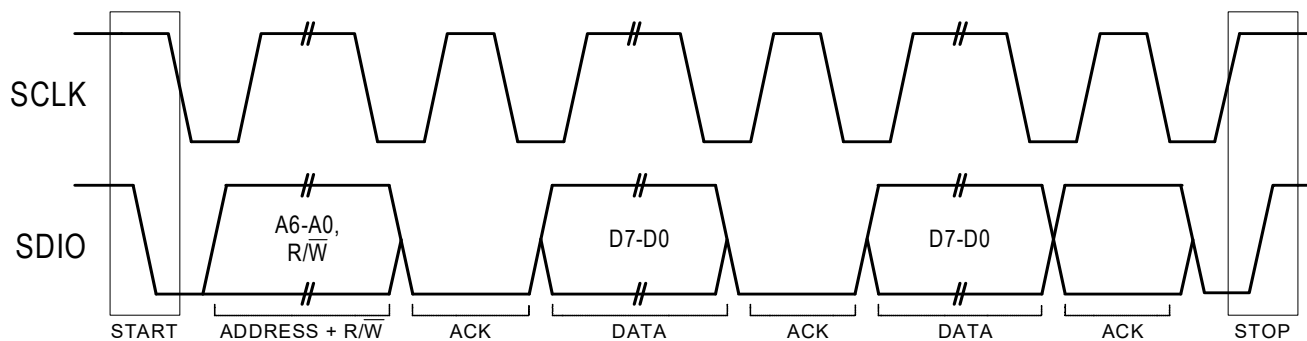 SCLK
SDIO
A6-A0,
R/W̅
D7-D0
D7-D0
START
ADDRESS + R/W̅
ACK
DATA
ACK
DATA
ACK
STOP